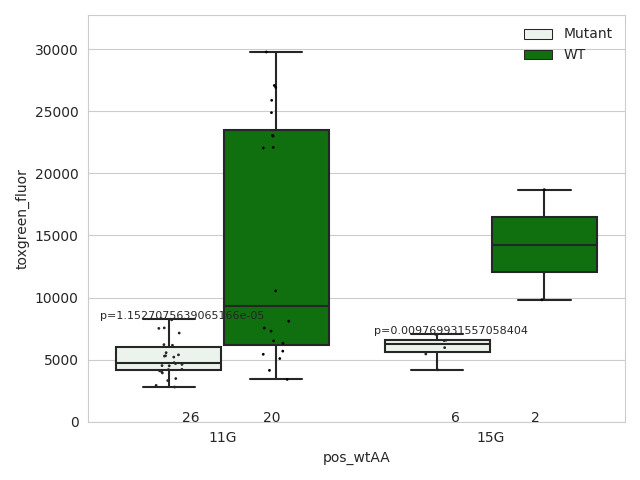 30000
25000
20000
15000
10000
5000
0
toxgreen_fluor
Mutant
WT
p=1.1527075639065166e-05
p=0.009769931557058404
26 20 6 2
11G 15G
pos_wtAA